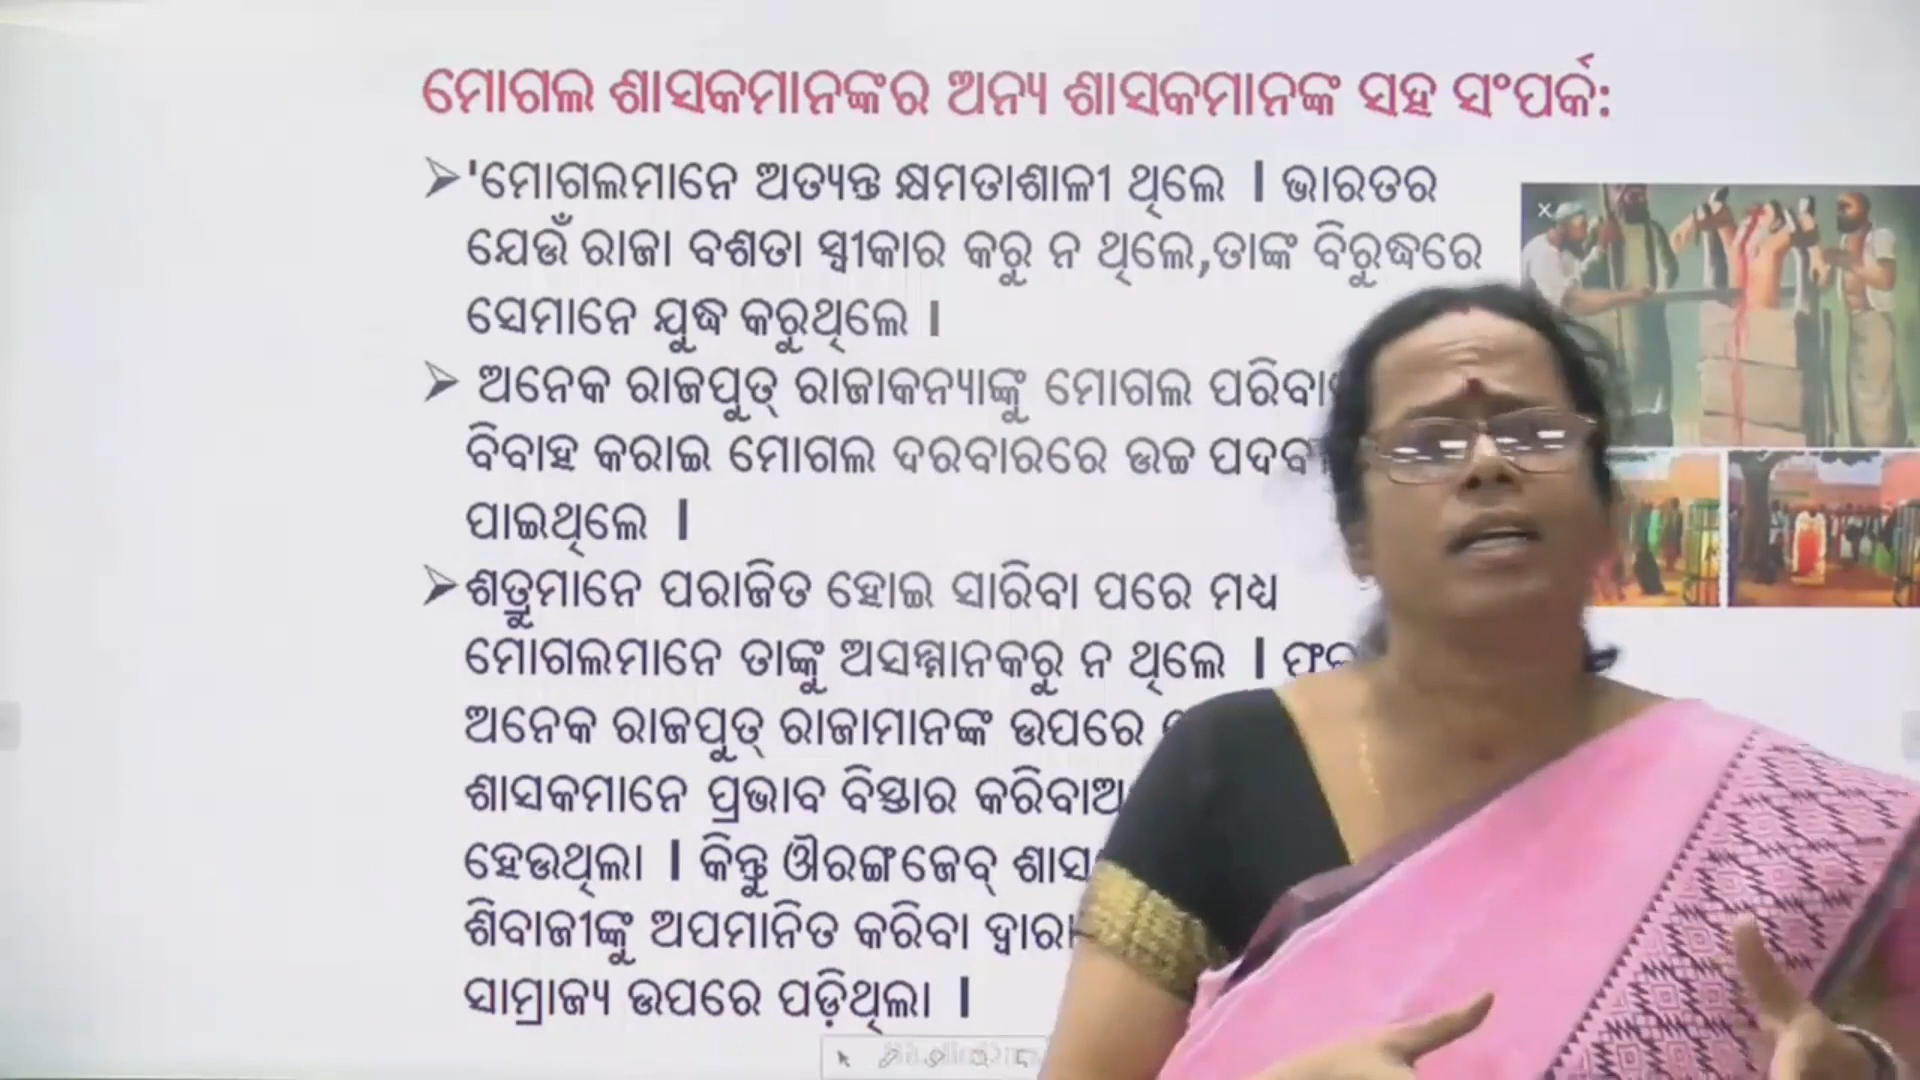 ମୋଗଲ ଶାସକମାନଙ୍କର ଅନ୍ୟ ଶାସକମାନଙ୍କ ସହ ସଂପର୍କ:
➢'ମୋଗଲମାନେ ଅତ୍ୟନ୍ତ କ୍ଷମତାଶାଳୀ ଥିଲେ । ଭାରତର
ଯେଉଁ ରାଜା ବଶତା ସ୍ୱୀକାର କରୁ ନ ଥିଲେ,ତାଙ୍କ ବିରୁଦ୍ଧରେ
ସେମାନେ ଯୁଦ୍ଧ କରୁଥିଲେ ।
➢ ଅନେକ ରାଜପୁତ୍ ରାଜାକନ୍ୟାଙ୍କୁ ମୋଗଲ
ବିବାହ କରାଇ ମୋଗଲ ଦରବାରରେ ଉଚ୍ଚ
ପାଇଥିଲେ ।
➢ଶତ୍ରୁମାନେ ପରାଜିତ ହୋଇ ସାରିବା ପରେ ମଧ୍ୟ
ମୋଗଲମାନେ ତାଙ୍କୁ ଅସମ୍ମାନକରୁ ନ ଥିଲେ ।
ଅନେକ ରାଜପୁତ୍ ରାଜାମାନଙ୍କ ଉପରେ
ଶାସକମାନେ ପ୍ରଭାବ ବିସ୍ତାର କରିବା
ହେଉଥିଲା । କିନ୍ତୁ ଔରଙ୍ଗଜେବ୍
ଶିବାଜୀଙ୍କୁ ଅପମାନିତ କରିବା ଦ୍ୱାରା
ସାମ୍ରାଜ୍ୟ ଉପରେ ପଡ଼ିଥିଲା ।